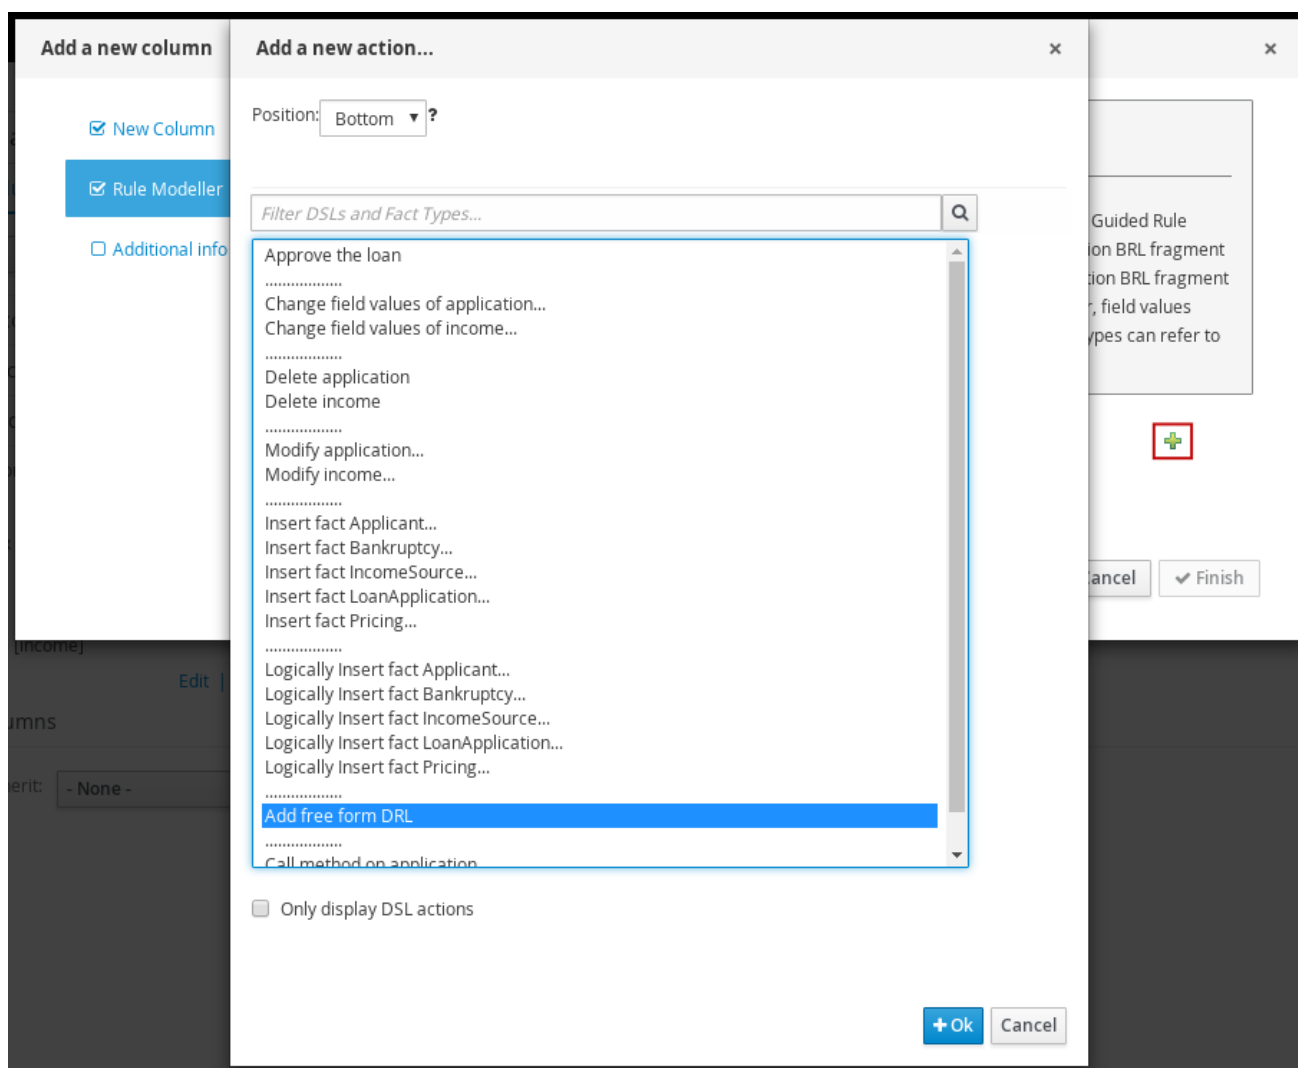 Add a new column
Add a new action...
×
×
New Column
Rule Modeller
Additional info
Position:
Bottom
?
Filter DSLs and Fact Types...
Approve the loan
..................
Change field values of application...
Change field values of income...
..................
Delete application
Delete income
..................
Modify application...
Modify income...
..................
Insert fact Applicant...
Insert fact Bankruptcy...
Insert fact IncomeSource...
Insert fact LoanApplication...
Insert fact Pricing...
..................
Logically Insert fact Applicant...
Logically Insert fact Bankruptcy...
Logically Insert fact IncomeSource...
Logically Insert fact LoanApplication...
Logically Insert fact Pricing...
..................
Add free form DRL
..................
Call method on application
Only display DSL actions
Ok
Cancel
Guided Rule
BRL fragment
BRL fragment
, field values
can refer to
Finish
[income]
Edit |
- None -